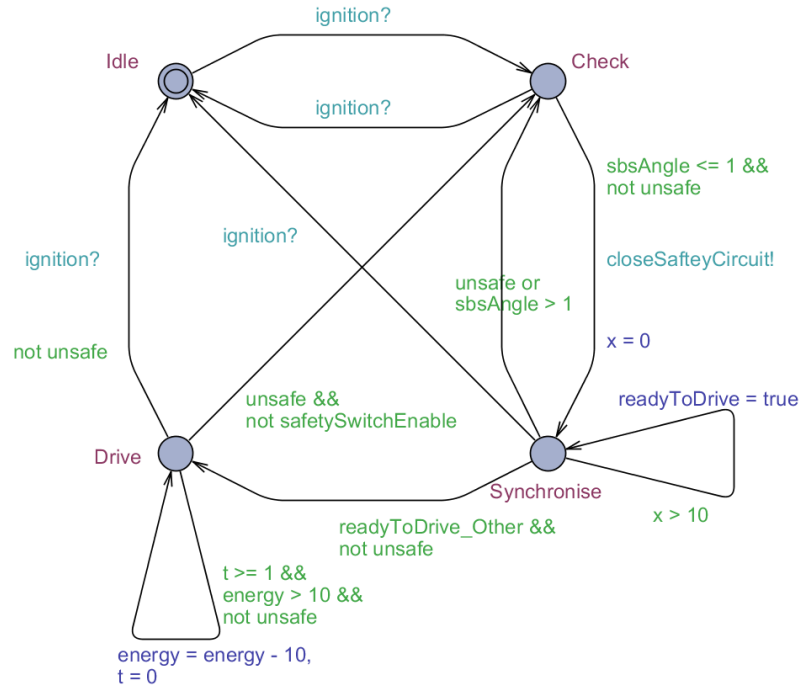 ignition?
Idle
Check
ignition?
sbsAngle <= 1 &&
not unsafe
ignition?
ignition?
closeSafteyCircuit!
unsafe or
sbsAngle > 1
x = 0
not unsafe
unsafe &&
not safetySwitchEnable
readyToDrive = true
Drive
Synchronise
x > 10
readyToDrive_Other &&
not unsafe
t >= 1 &&
energy > 10 &&
not unsafe
energy = energy - 10,
t = 0